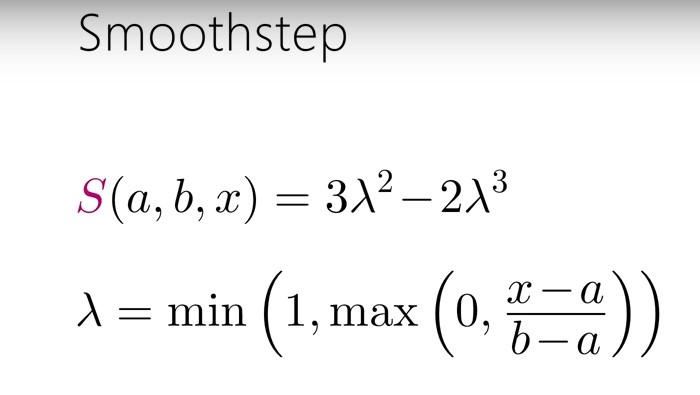 Smoothstep
S(a, b, x) = 3λ² – 2λ³
λ = min (1, max (0, (x – a)/(b – a)))